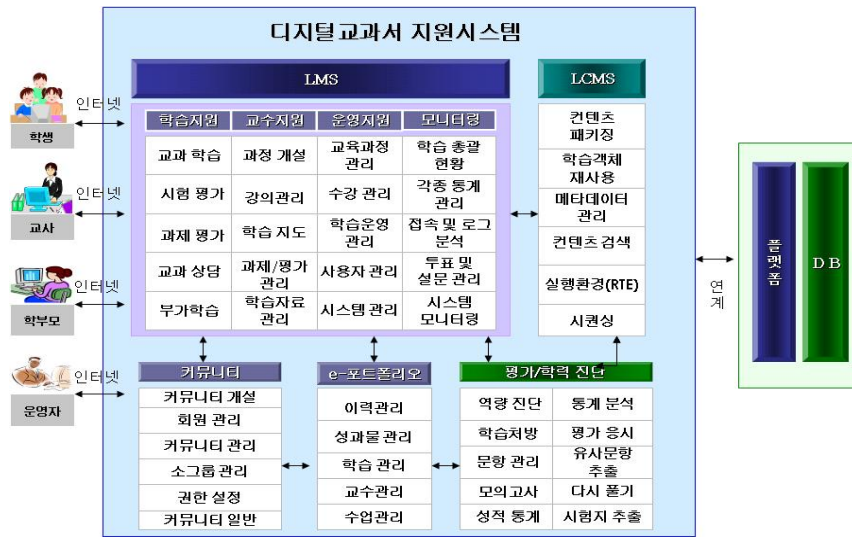 디지털교과서 지원시스템
LMS
LCMS
인터넷
학생
인터넷
교사
인터넷
학부모
인터넷
운영자
학습지원
교수지원
운영지원
모니터링
교과 학습
과정 개설
교육과정
관리
학습 총괄
현황
시험 평가
강의관리
수강 관리
각종 통계
관리
과제 평가
학습 지도
학습운영
관리
접속 및 로그
분석
교과 상담
과제/평가
관리
사용자 관리
투표 및
설문 관리
부가학습
학습자료
관리
시스템 관리
시스템
모니터링
컨텐츠
패키징
학습객체
재사용
메타데이터
관리
컨텐츠 검색
실행환경(RTE)
시퀀싱
연
계
플
랫
폼
D B
커뮤니티
커뮤니티 개설
회원 관리
커뮤니티 관리
소그룹 관리
권한 설정
커뮤니티 일반
e-포트폴리오
이력관리
성과물 관리
학습 관리
교수관리
수업관리
평가/학력 진단
역량 진단
통계 분석
학습처방
평가 응시
문항 관리
유사문항
추출
모의고사
다시 풀기
성적 통계
시험지 추출